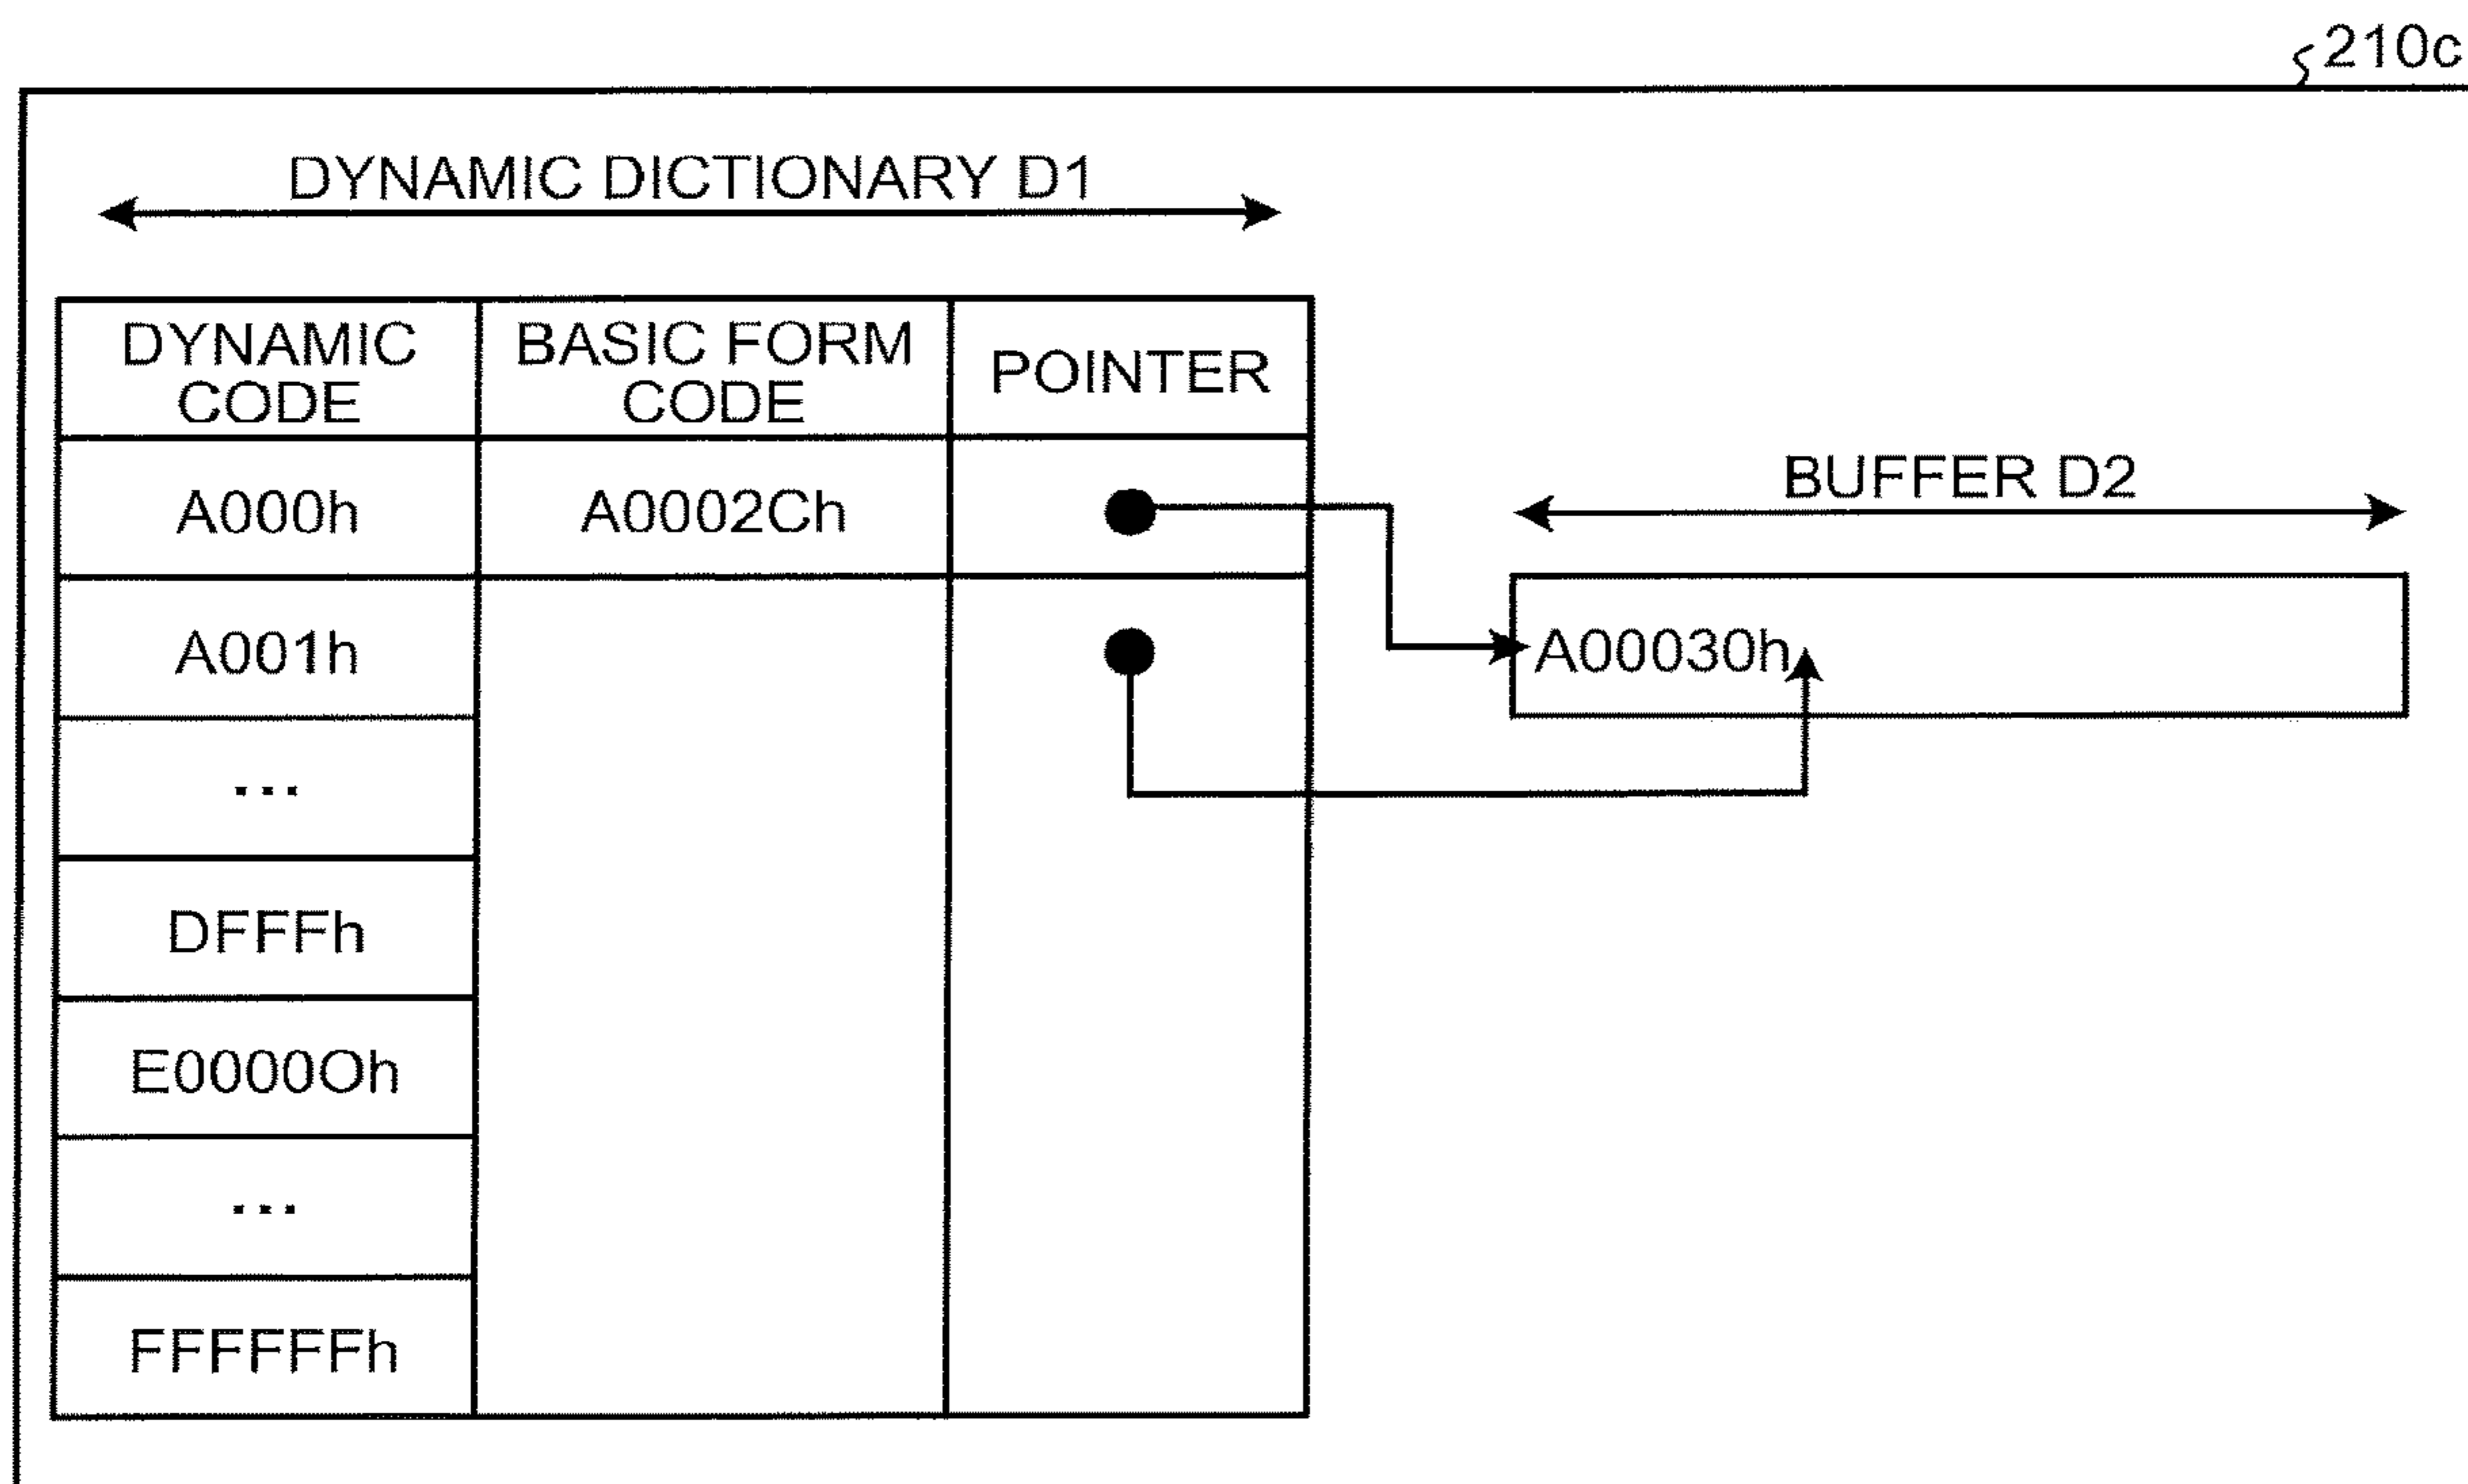 210c
DYNAMIC DICTIONARY D1
DYNAMIC
CODE
BASIC FORM
CODE
POINTER
A000h
A0002Ch
BUFFER D2
A001h
A00030h
...
DFFFh
E0000Oh
...
FFFFFFh